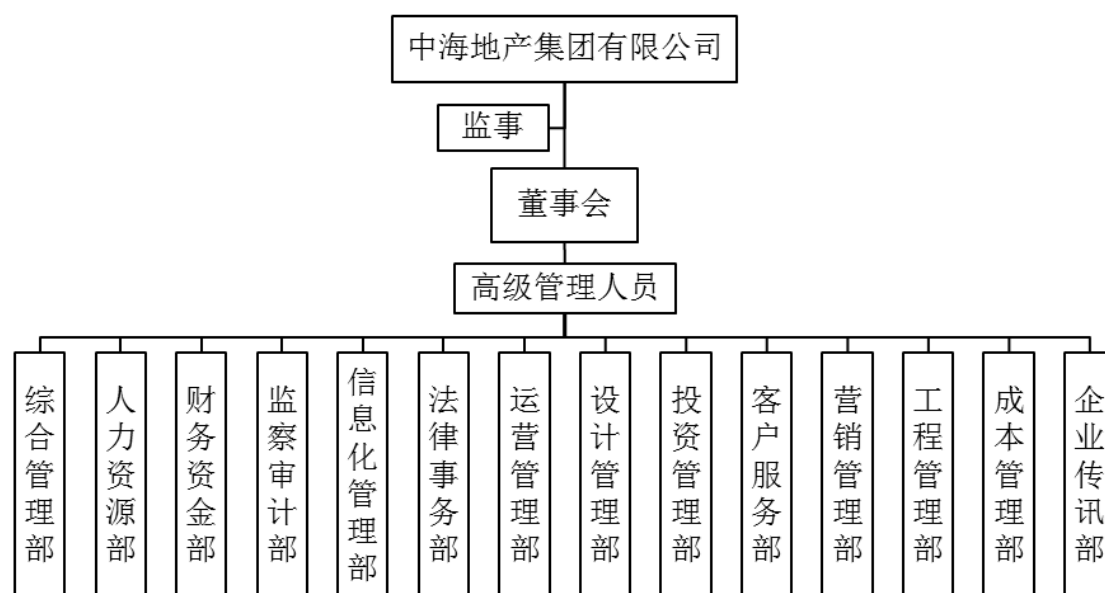 中海地产集团有限公司
监事
董事会
高级管理人员
综合管理部
人力资源部
财务资金部
监察审计部
信息化管理部
法律事务部
运营管理部
设计管理部
投资管理部
客户服务部
营销管理部
工程管理部
成本管理部
企业传讯部